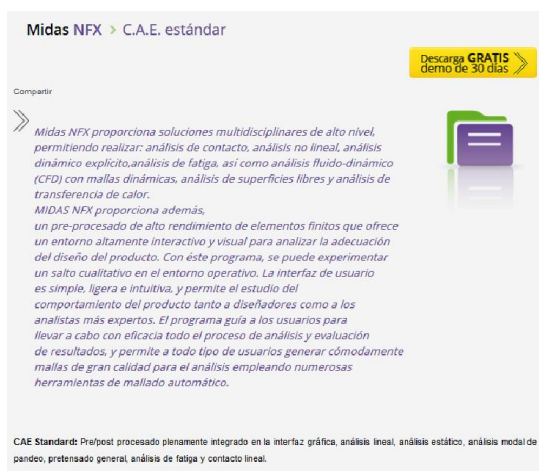 Midas NFX > C.A.E. estándar
Descarga GRATIS
demo de 30 días
Compartir
Midas NFX proporciona soluciones multidisciplinares de alto nivel,
permitiendo realizar: análisis de contacto, análisis no lineal, análisis
dinámico explícito,análisis de fatiga, así como análisis fluido-dinámico
(CFD) con mallas dinámicas, análisis de superficies libres y análisis de
transferencia de calor.
MIDAS NFX proporciona además,
un pre-procesado de alto rendimiento de elementos finitos que ofrece
un entorno altamente interactivo y visual para analizar la adecuación
del diseño del producto. Con éste programa, se puede experimentar
un salto cualitativo en el entorno operativo. La interfaz de usuario
es simple, ligera e intuitiva, y permite el estudio del
comportamiento del producto tanto a diseñadores como a los
analistas más expertos. El programa guía a los usuarios para
llevar a cabo con eficacia todo el proceso de análisis y evaluación
de resultados, y permite a todo tipo de usuarios generar cómodamente
mallas de gran calidad para el análisis empleando numerosas
herramientas de mallado automático.
CAE Standard: Pre/post procesado plenamente integrado en la interfaz gráfica, análisis lineal, análisis estático, análisis modal de
pandeo, pretensado general, análisis de fatiga y contacto lineal.